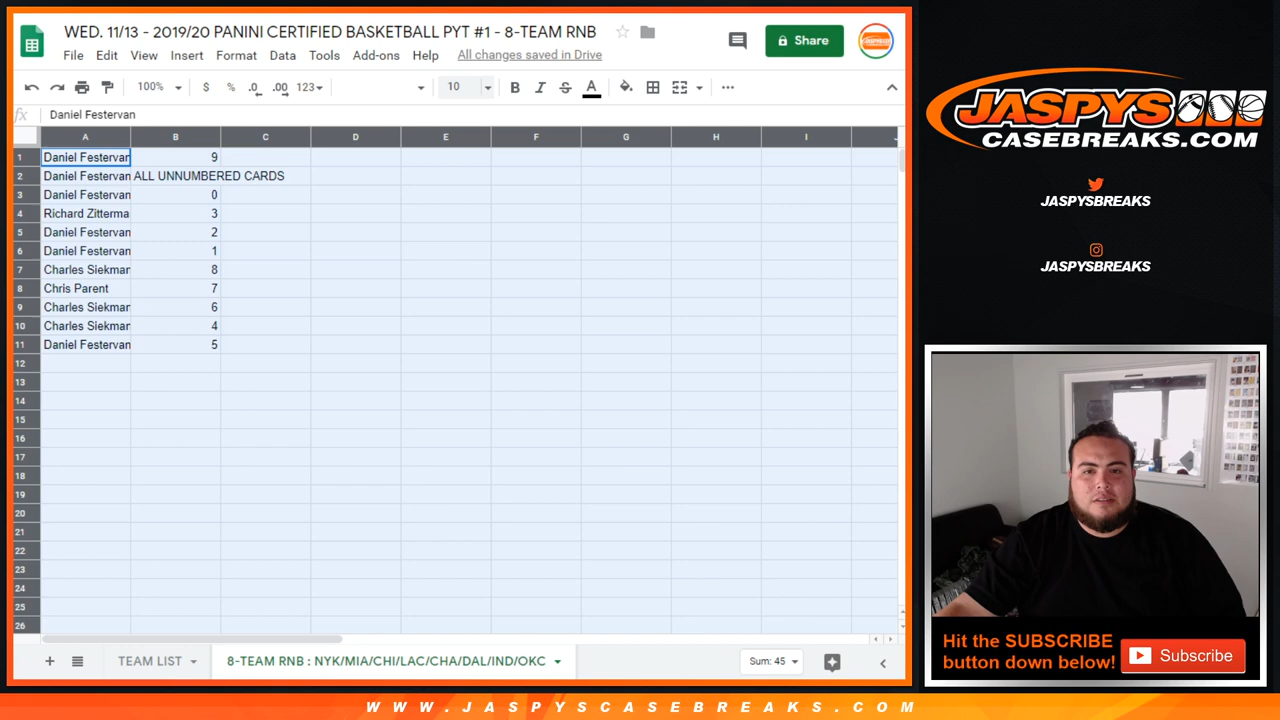 WED. 11/13 - 2019/20 PANINI CERTIFIED BASKETBALL PYT #1 - 8-TEAM RNB
File Edit View Insert Format Data Tools Add-ons Help All changes saved in Drive
Share
100% $ % .0 .00 123 10 B I S A
fx Daniel Festervan
A B C D E F G H I
1 Daniel Festervan 9
2 Daniel Festervan ALL UNNUMBERED CARDS
3 Daniel Festervan 0
4 Richard Zitterma 3
5 Daniel Festervan 2
6 Daniel Festervan 1
7 Charles Siekmar 8
8 Chris Parent 7
9 Charles Siekmar 6
10 Charles Siekmar 4
11 Daniel Festervan 5
12
13
14
15
16
17
18
19
20
21
22
23
24
25
26
TEAM LIST 8-TEAM RNB : NYK/MIA/CHI/LAC/CHA/DAL/IND/OKC Sum: 45
JASPYS
CASEBREAKS.COM
JASPYSBREAKS
JASPYSBREAKS
Hit the SUBSCRIBE
button down below!
Subscribe
WWW.JASPYSCASEBREAKS.COM